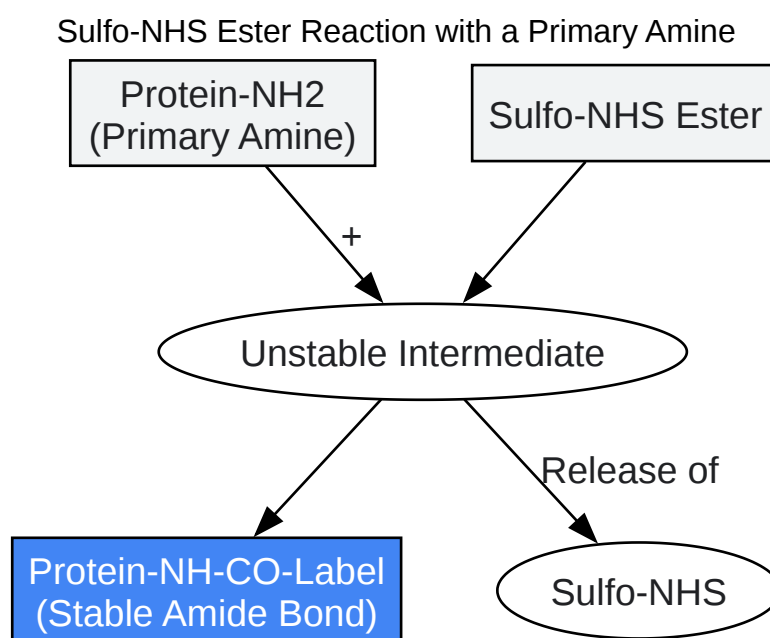 Sulfo-NHS Ester Reaction with a Primary Amine
Protein-NH2
(Primary Amine)
Sulfo-NHS Ester
+
Unstable Intermediate
Release of
Protein-NH-CO-Label
(Stable Amide Bond)
Sulfo-NHS